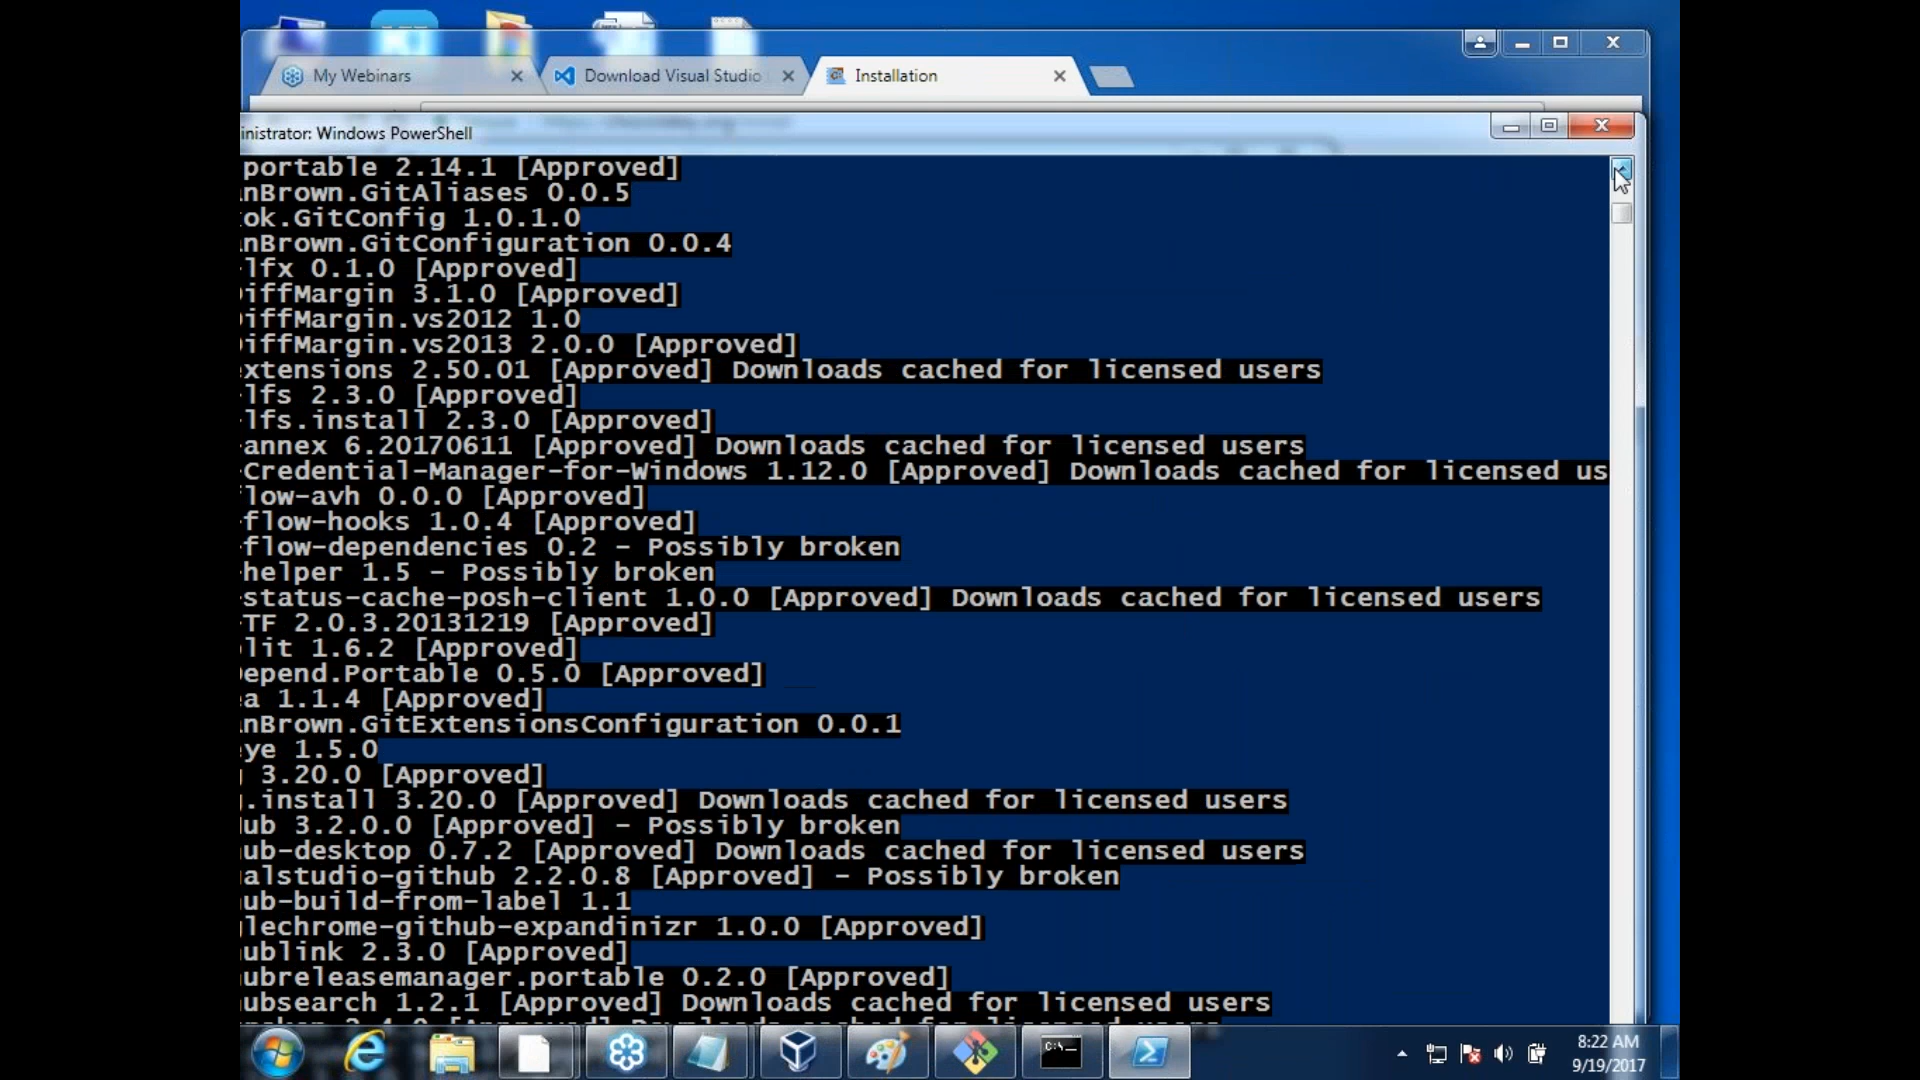 My Webinars
Download Visual Studio
Installation
inistrator: Windows PowerShell
portable 2.14.1 [Approved]
nBrown.GitAliases 0.0.5
ok.GitConfig 1.0.1.0
nBrown.GitConfiguration 0.0.4
-lfx 0.1.0 [Approved]
DiffMargin 3.1.0 [Approved]
DiffMargin.vs2012 1.0
DiffMargin.vs2013 2.0.0 [Approved]
xtensions 2.50.01 [Approved] Downloads cached for licensed users
-lfs 2.3.0 [Approved]
-lfs.install 2.3.0 [Approved]
-annex 6.20170611 [Approved] Downloads cached for licensed users
-Credential-Manager-for-Windows 1.12.0 [Approved] Downloads cached for licensed us
low-avh 0.0.0 [Approved]
-flow-hooks 1.0.4 [Approved]
-flow-dependencies 0.2 - Possibly broken
-helper 1.5 - Possibly broken
-status-cache-posh-client 1.0.0 [Approved] Downloads cached for licensed users
-TF 2.0.3.20131219 [Approved]
lit 1.6.2 [Approved]
Depend.Portable 0.5.0 [Approved]
ea 1.1.4 [Approved]
nBrown.GitExtensionsConfiguration 0.0.1
eye 1.5.0
g 3.20.0 [Approved]
g.install 3.20.0 [Approved] Downloads cached for licensed users
ub 3.2.0.0 [Approved] - Possibly broken
ub-desktop 0.7.2 [Approved] Downloads cached for licensed users
alstudio-github 2.2.0.8 [Approved] - Possibly broken
ub-build-from-label 1.1
glechrome-github-expandinizr 1.0.0 [Approved]
ublink 2.3.0 [Approved]
ubreleasemanager.portable 0.2.0 [Approved]
ubsearch 1.2.1 [Approved] Downloads cached for licensed users
8:22 AM
9/19/2017